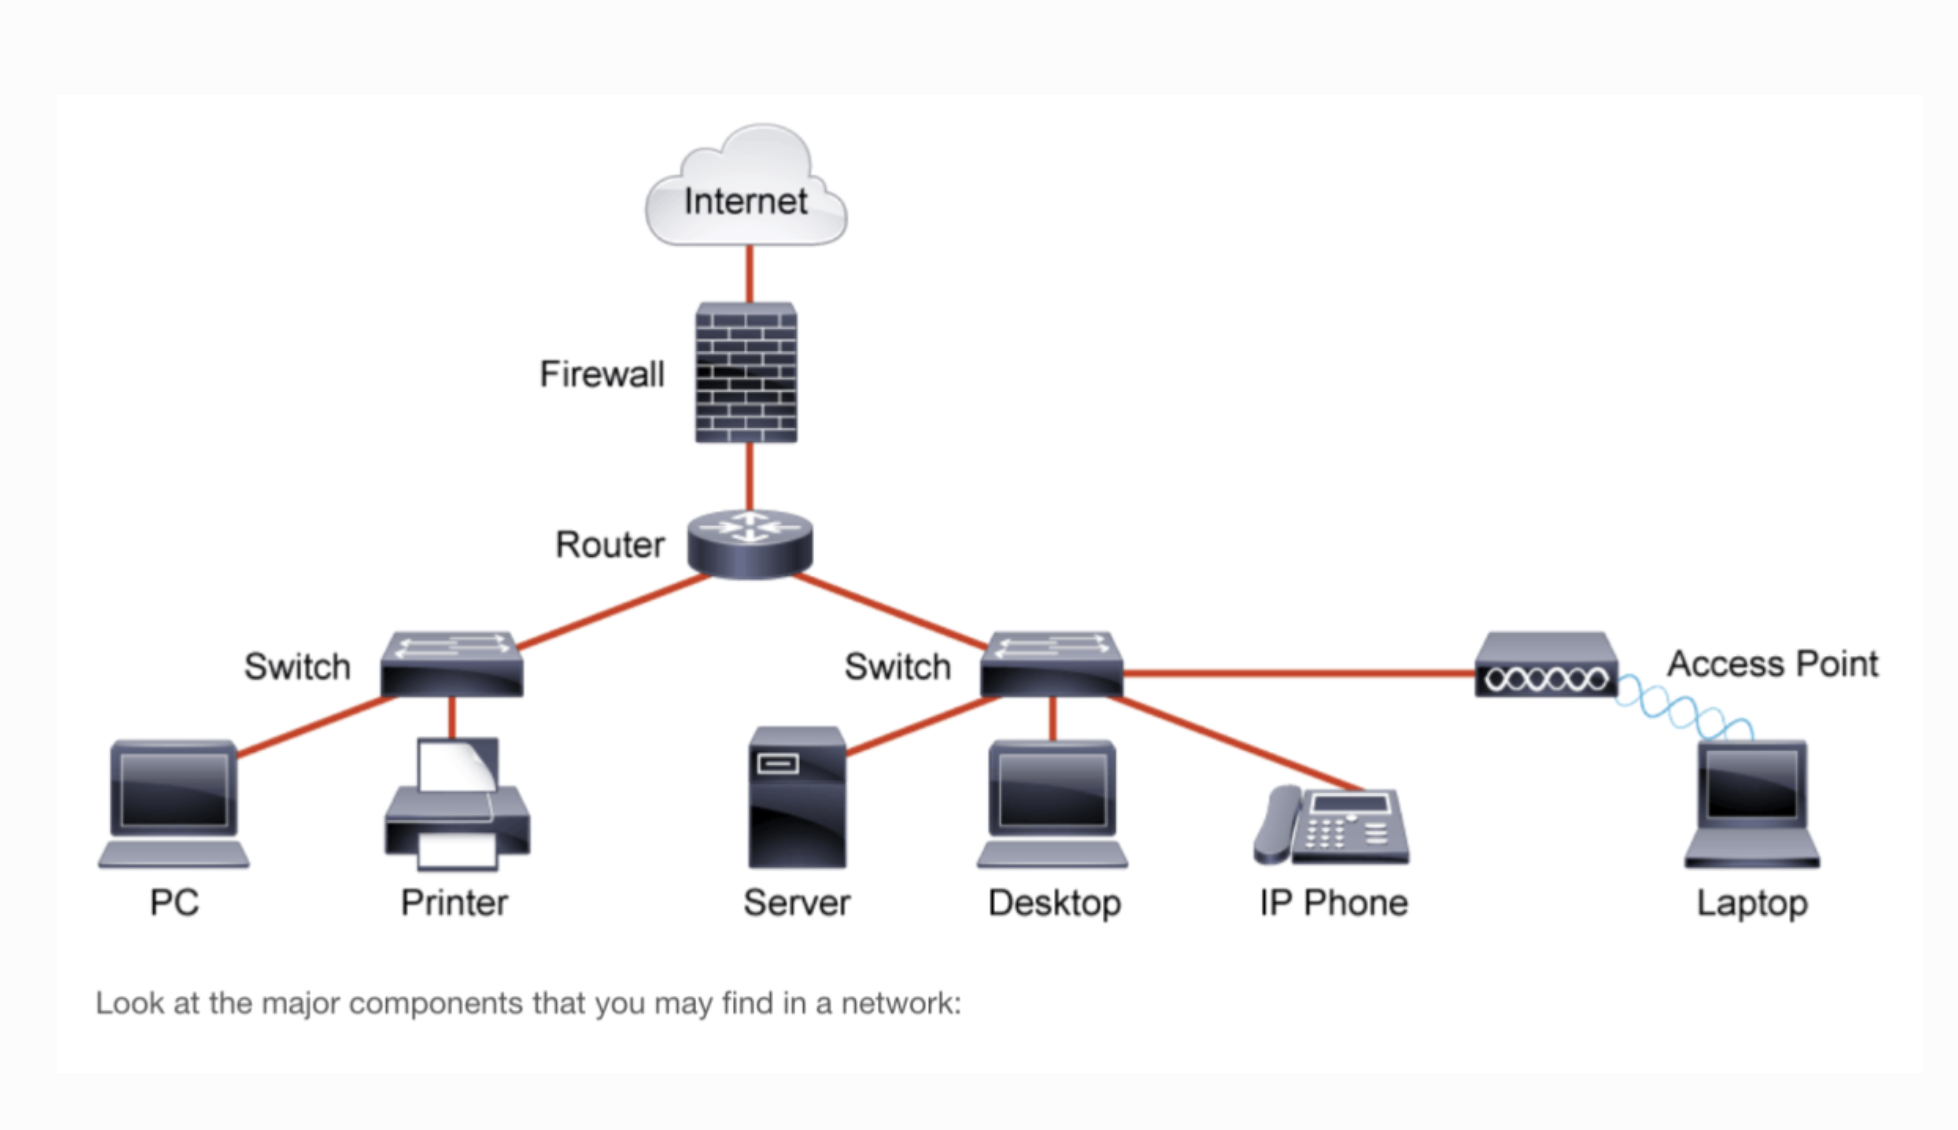 Internet
Firewall
Router
Switch
Switch
Access Point
PC
Printer
Server
Desktop
IP Phone
Laptop
Look at the major components that you may find in a network: